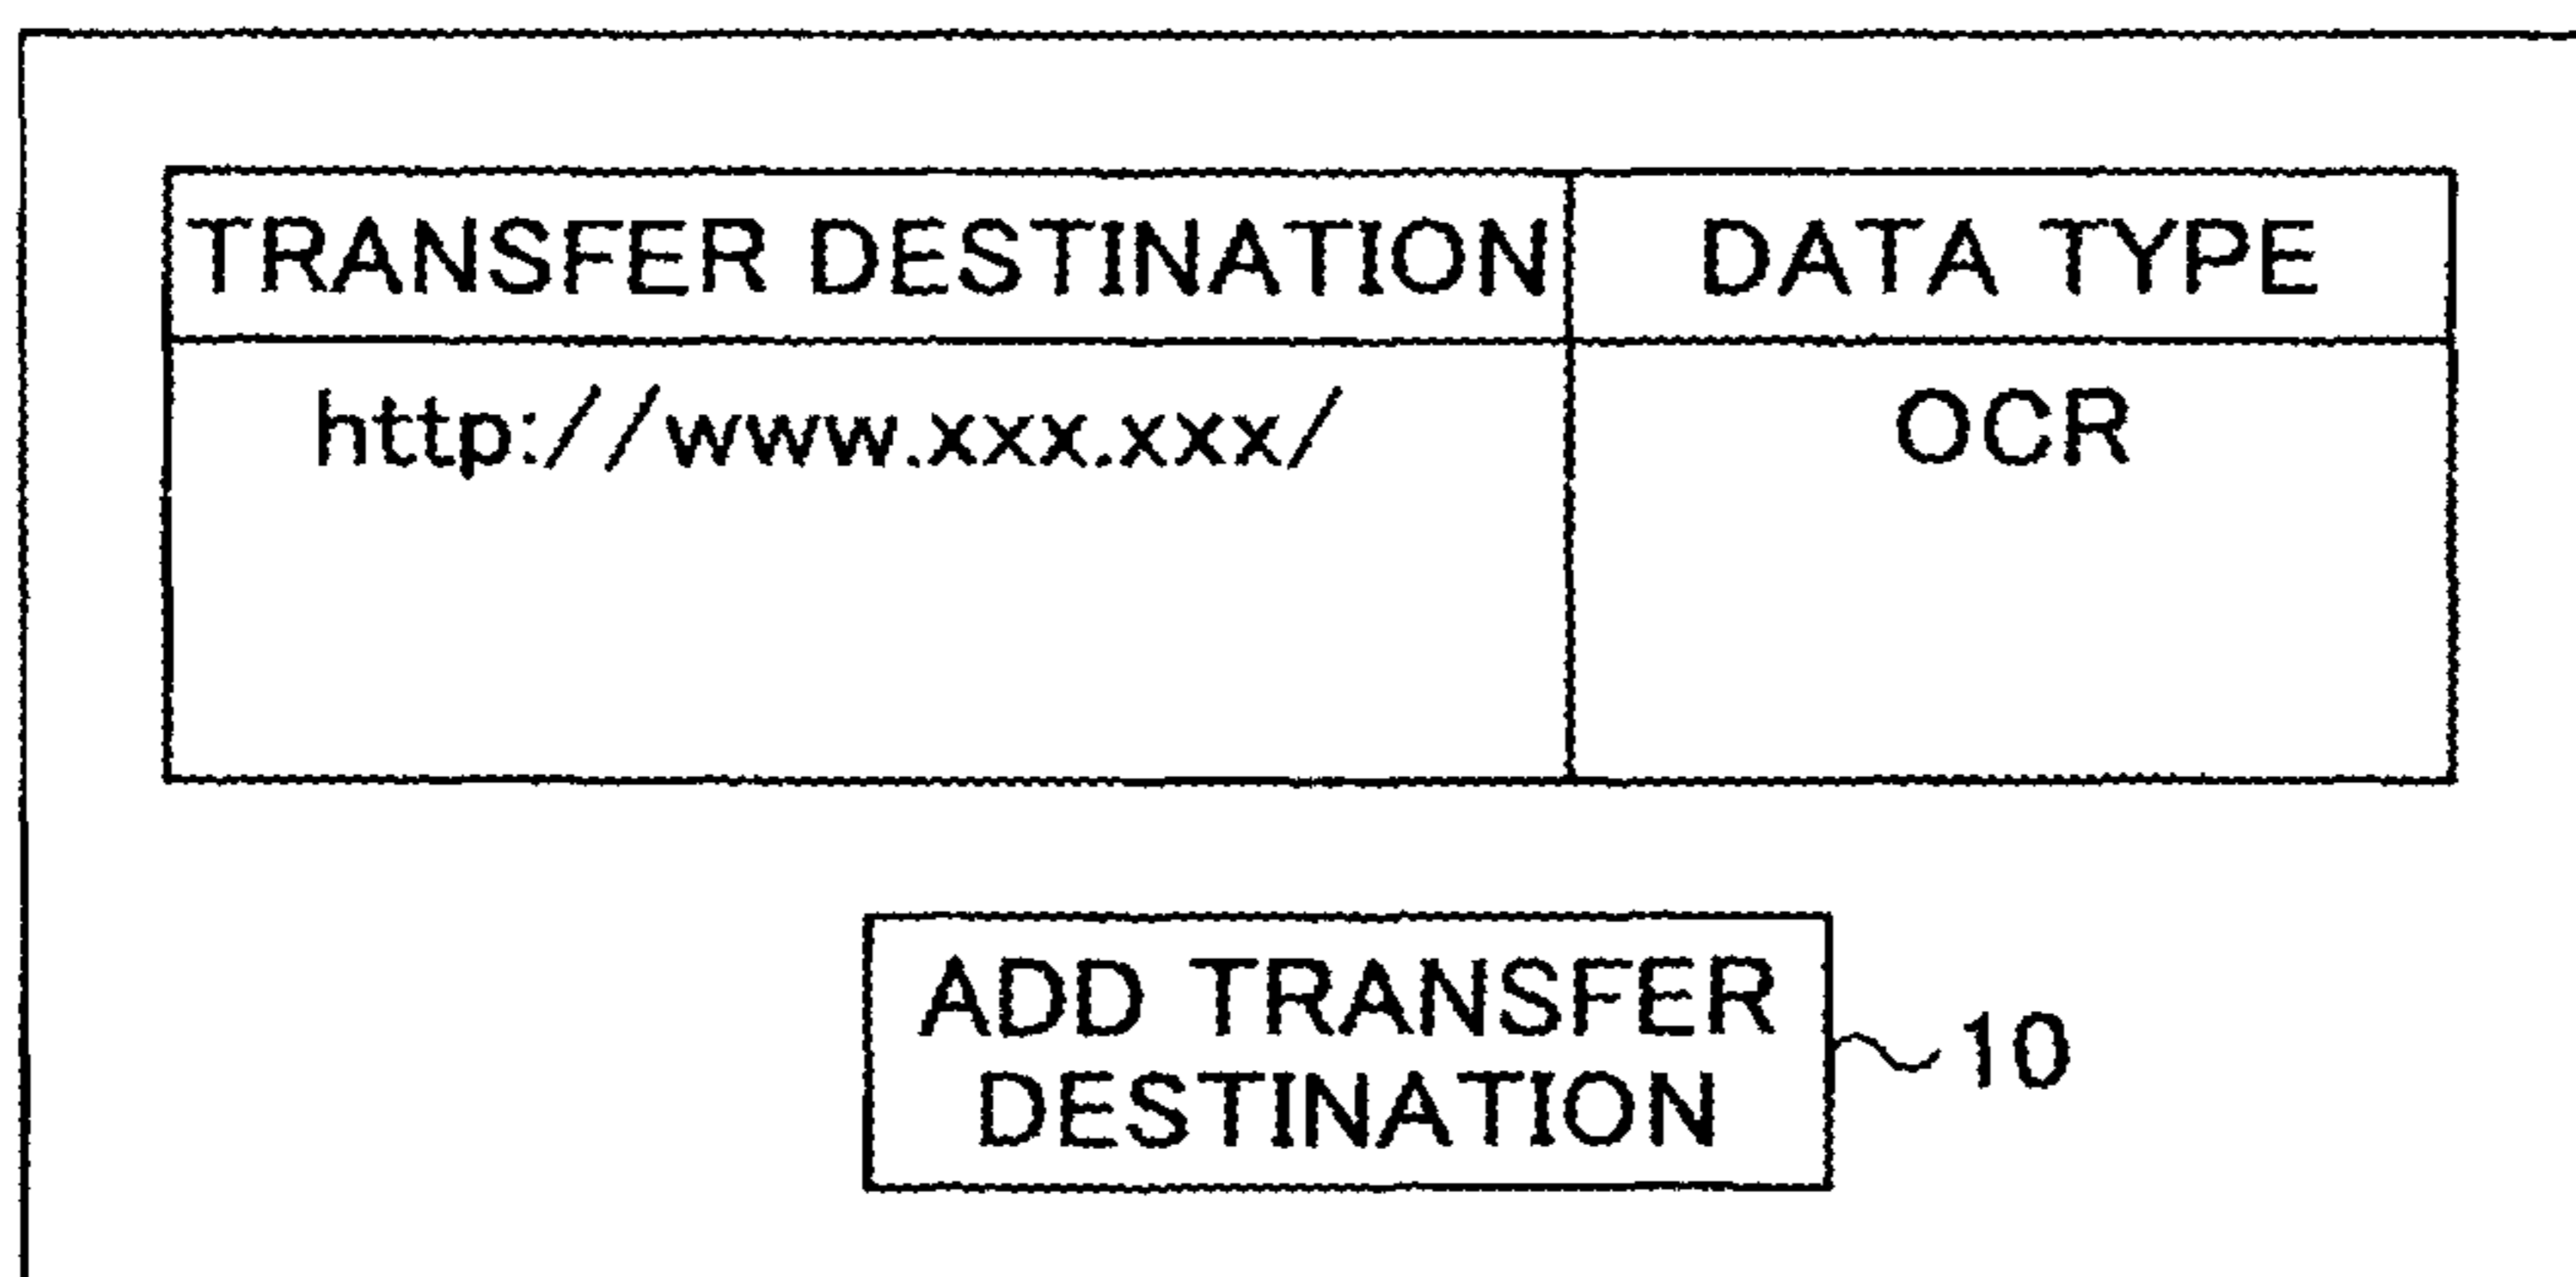 TRANSFER DESTINATION DATA TYPE
http://www.xxx.xxx/ OCR
ADD TRANSFER
DESTINATION
10